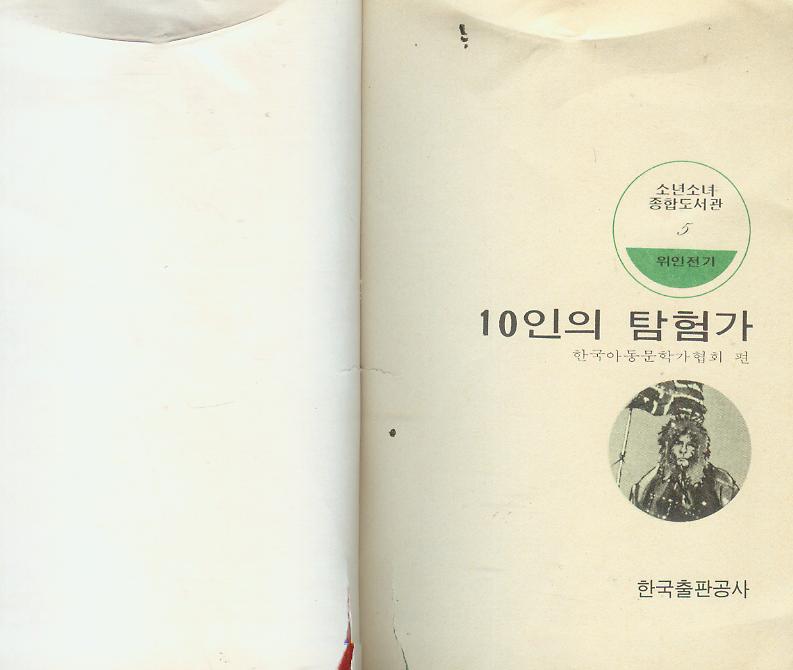 소년소녀
종합도서관
5
위인전기
10인의 탐험가
한국아동문학가협회 편
한국출판공사